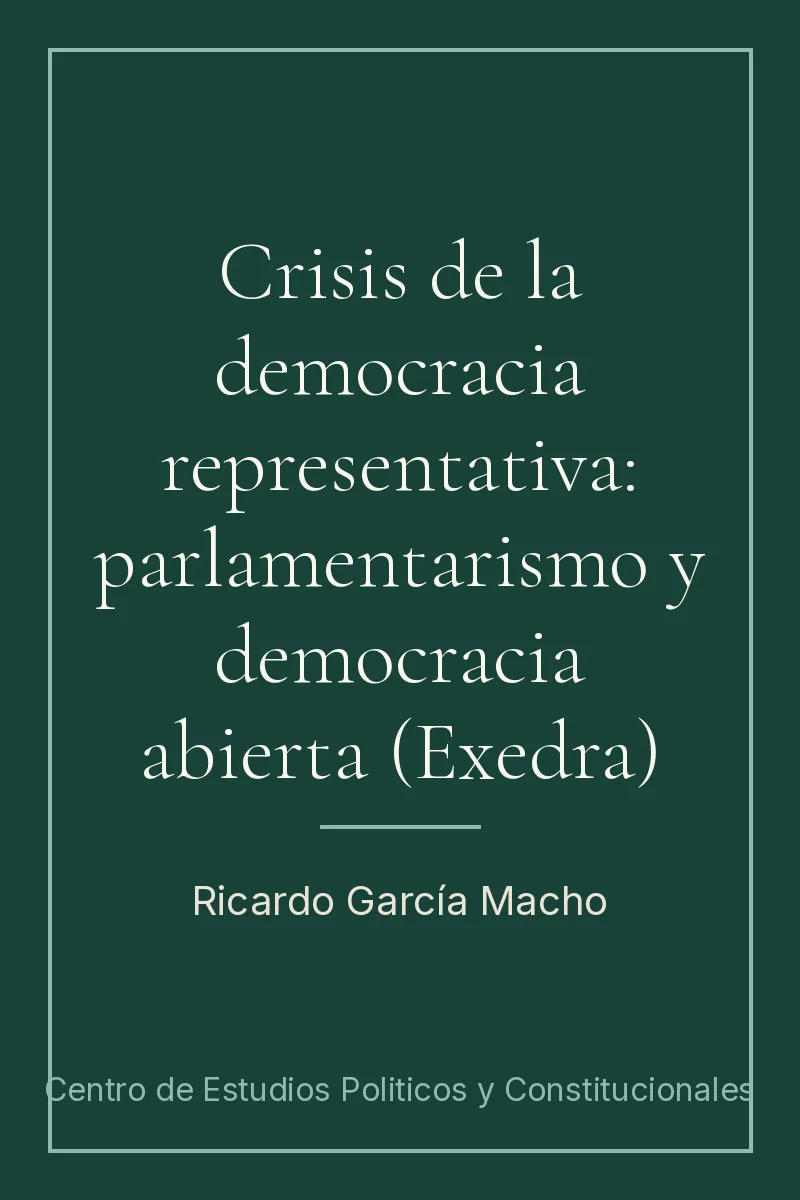 Crisis de la
democracia
representativa:
parlamentarismo y
democracia
abierta (Exedra)
Ricardo García Macho
Centro de Estudios Politicos y Constitucionales